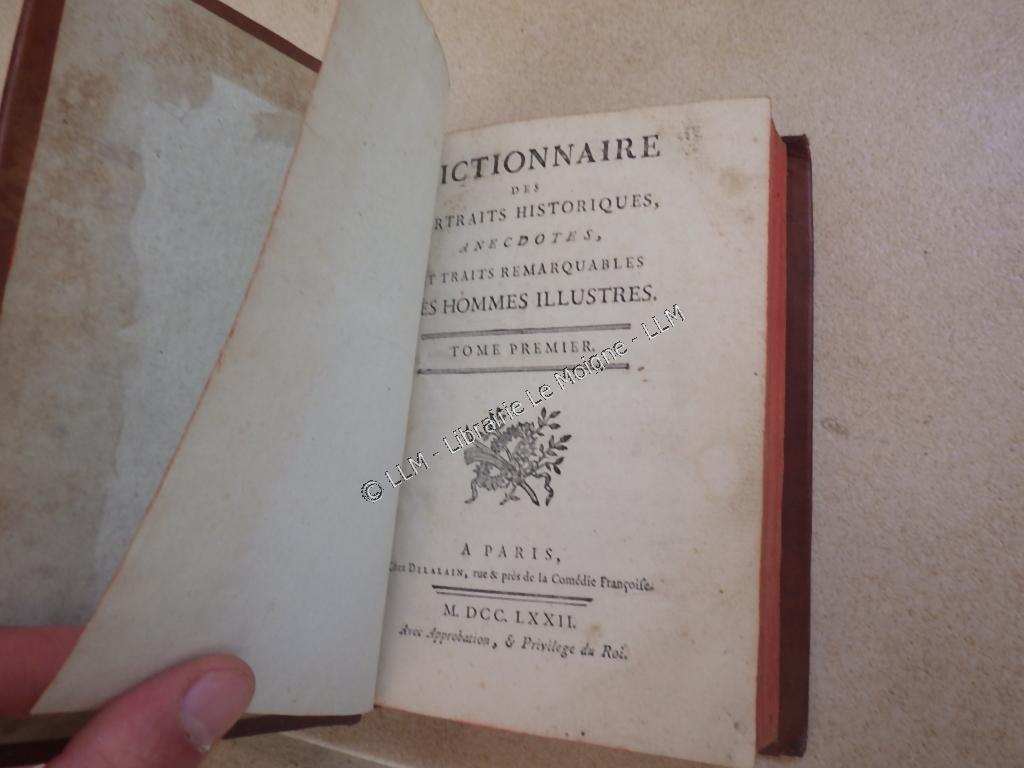 ICTIONNAIRE
DES
RTRAITS HISTORIQUES,
ANECDOTES,
T TRAITS REMARQUABLES
ES HOMMES ILLUSTRES.
TOME PREMIER.
© LLM - Librairie Le Moigne - LLM
A PARIS,
Chez DELALAIN, rue & près de la Comédie Françoise.
M. DCC. LXXII.
Avec Approbation, & Privilege du Roi.